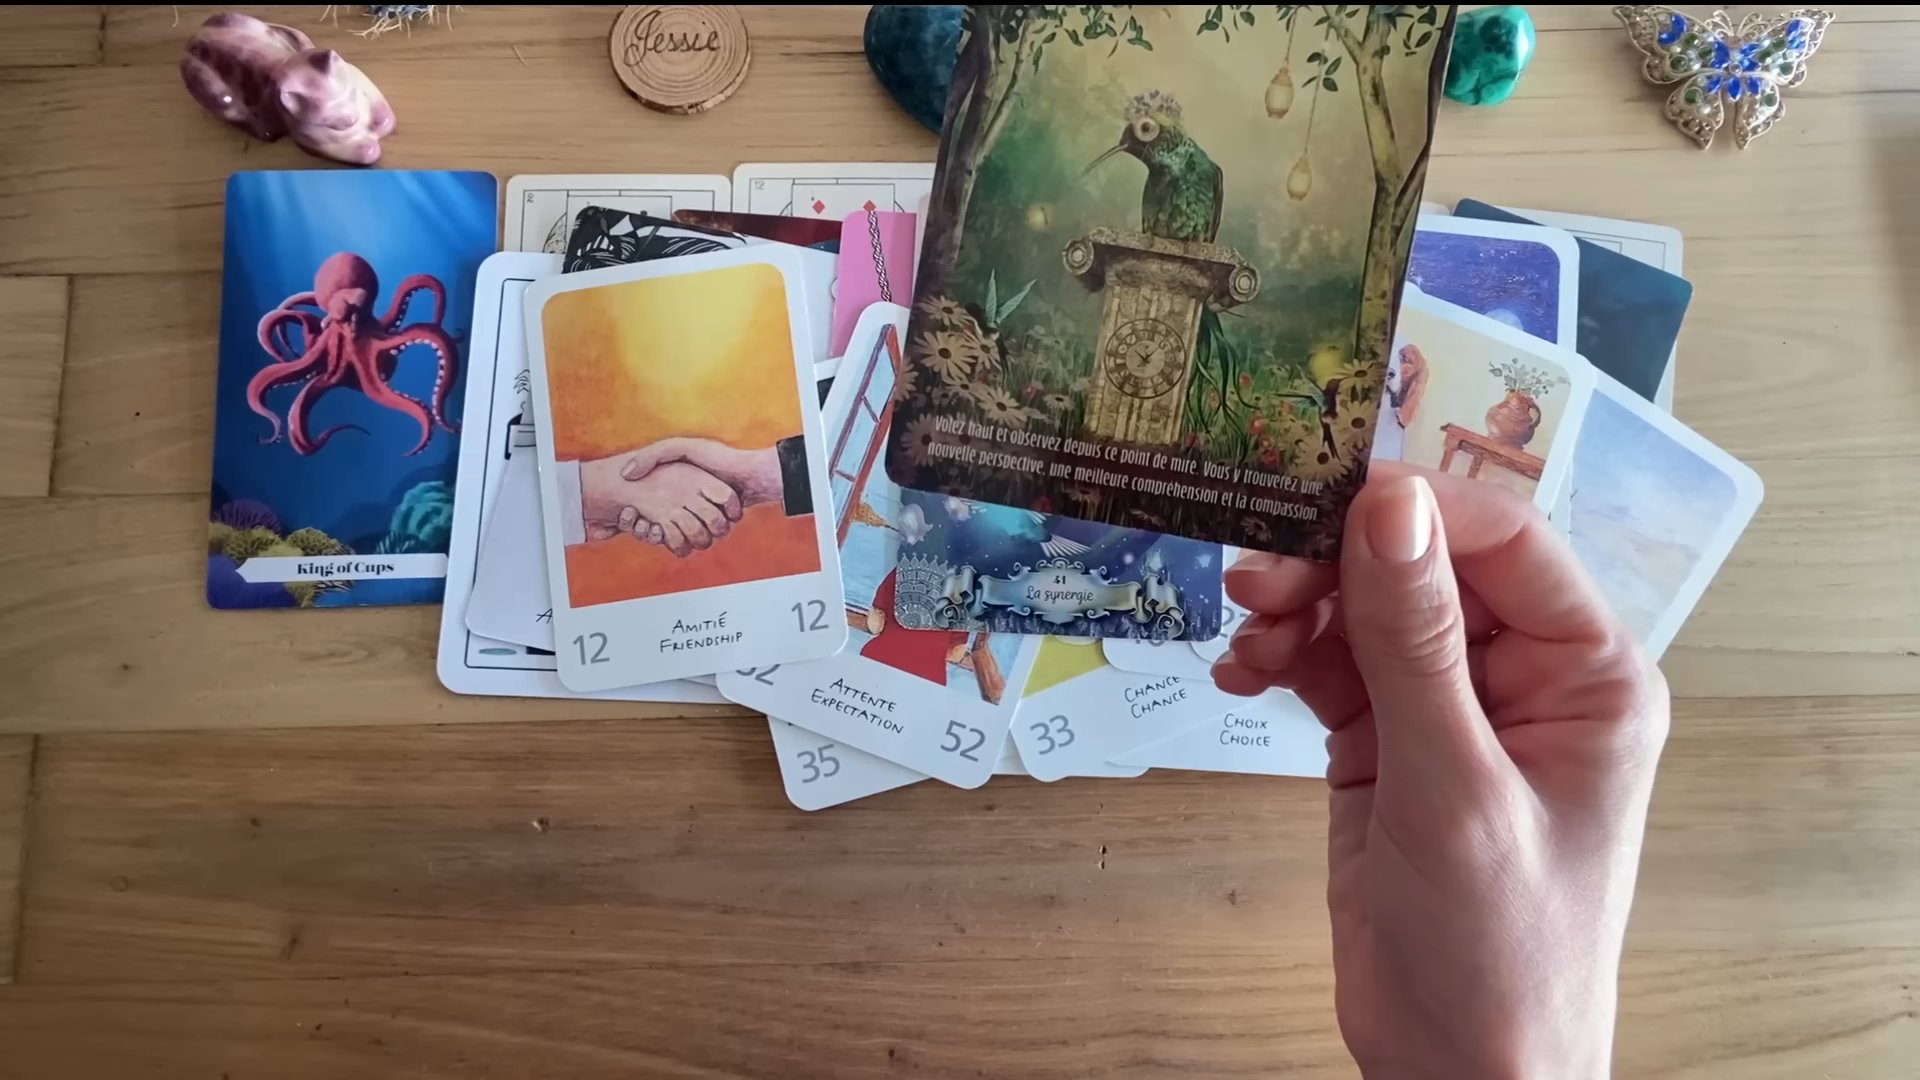 Jessie
Volez haut et observez depuis ce point de mire. Vous y trouverez une
nouvelle perspective, une meilleure compréhension et la compassion
King of Cups
41
La synergie
12
AMITIÉ
FRIENDSHIP
12
ATTENTE
EXPECTATION
52
35
33
CHANCE
CHANCE
CHOIX
CHOICE